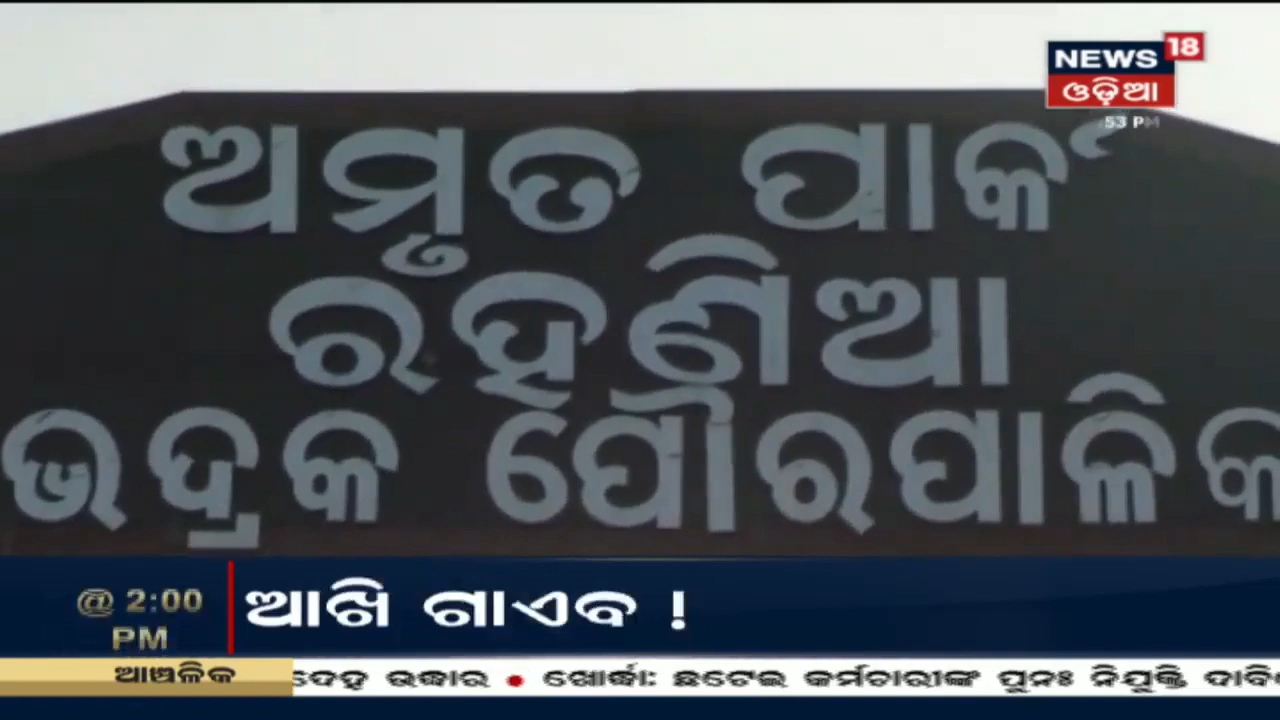 NEWS 18
ଓଡ଼ିଆ
:53 PM
ଅମୃତ ପାର୍କ
ରହଣିଆ
ଭଦ୍ରକ ପୌରପାଳିକ
@ 2:00 PM
ଆଖି ଗାଏବ !
ଆଞ୍ଚଳିକ
ଦେହ ଉଦ୍ଧାର • ଖୋର୍ଦ୍ଧା: ଛଟେଇ କର୍ମଚାରୀଙ୍କ ପୁନଃ ନିଯୁକ୍ତି ଦାବି